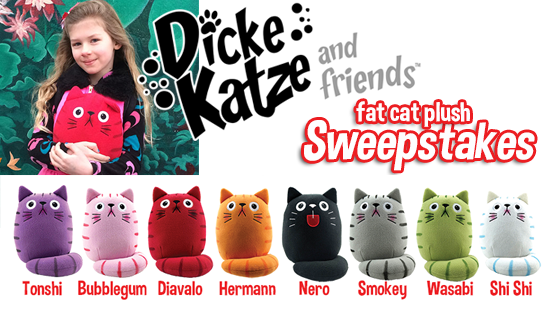 Dicke
Katze
and
friends™
fat cat plush
Sweepstakes
Tonshi Bubblegum Diavalo Hermann Nero Smokey Wasabi Shi Shi